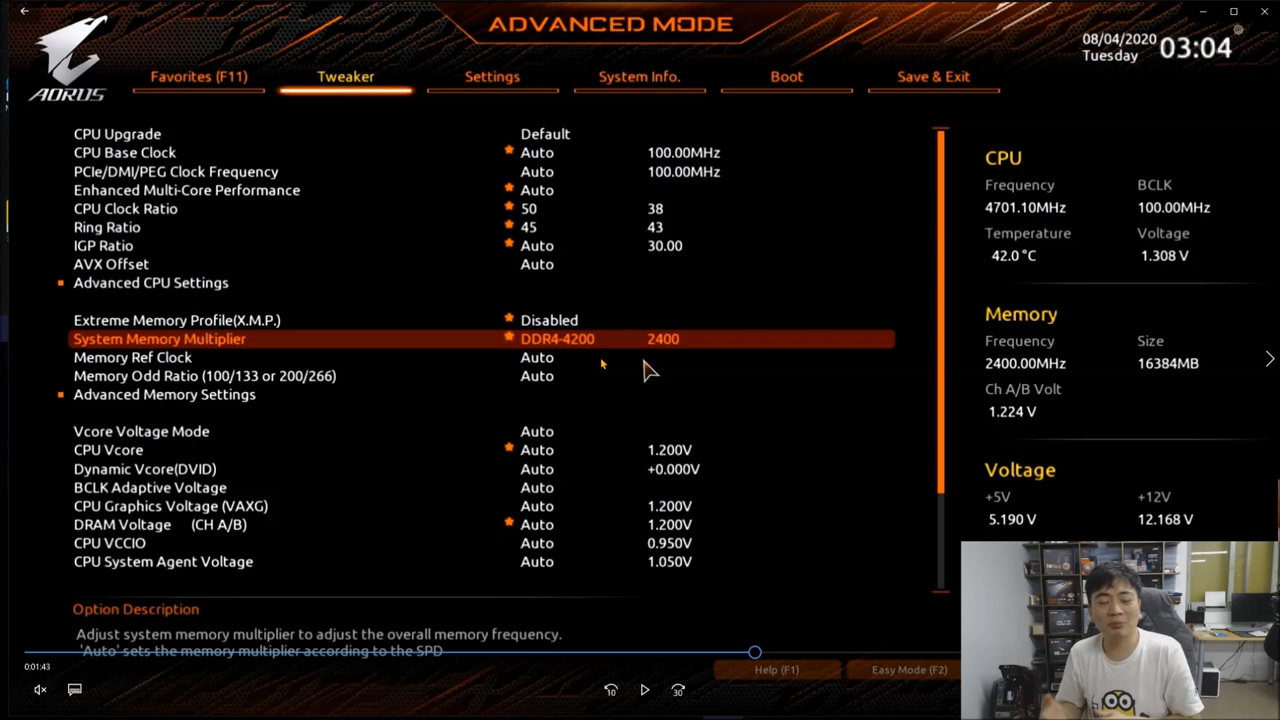 ADVANCED MODE
08/04/2020 Tuesday 03:04
AORUS
Favorites (F11) Tweaker Settings System Info. Boot Save & Exit
CPU Upgrade Default
CPU Base Clock Auto 100.00MHz
PCIe/DMI/PEG Clock Frequency Auto 100.00MHz
Enhanced Multi-Core Performance Auto
CPU Clock Ratio 50 38
Ring Ratio 45 43
IGP Ratio Auto 30.00
AVX Offset Auto
Advanced CPU Settings
Extreme Memory Profile(X.M.P.) Disabled
System Memory Multiplier DDR4-4200 2400
Memory Ref Clock Auto
Memory Odd Ratio (100/133 or 200/266) Auto
Advanced Memory Settings
Vcore Voltage Mode Auto
CPU Vcore Auto 1.200V
Dynamic Vcore(DVID) Auto +0.000V
BCLK Adaptive Voltage Auto
CPU Graphics Voltage (VAXG) Auto 1.200V
DRAM Voltage (CH A/B) Auto 1.200V
CPU VCCIO Auto 0.950V
CPU System Agent Voltage Auto 1.050V
CPU
Frequency BCLK
4701.10MHz 100.00MHz
Temperature Voltage
42.0 °C 1.308 V
Memory
Frequency Size
2400.00MHz 16384MB
Ch A/B Volt
1.224 V
Voltage
+5V +12V
5.190 V 12.168 V
Option Description
Adjust system memory multiplier to adjust the overall memory frequency.
'Auto' sets the memory multiplier according to the SPD
Help (F1) Easy Mode (F2)
0:01:43
10 30